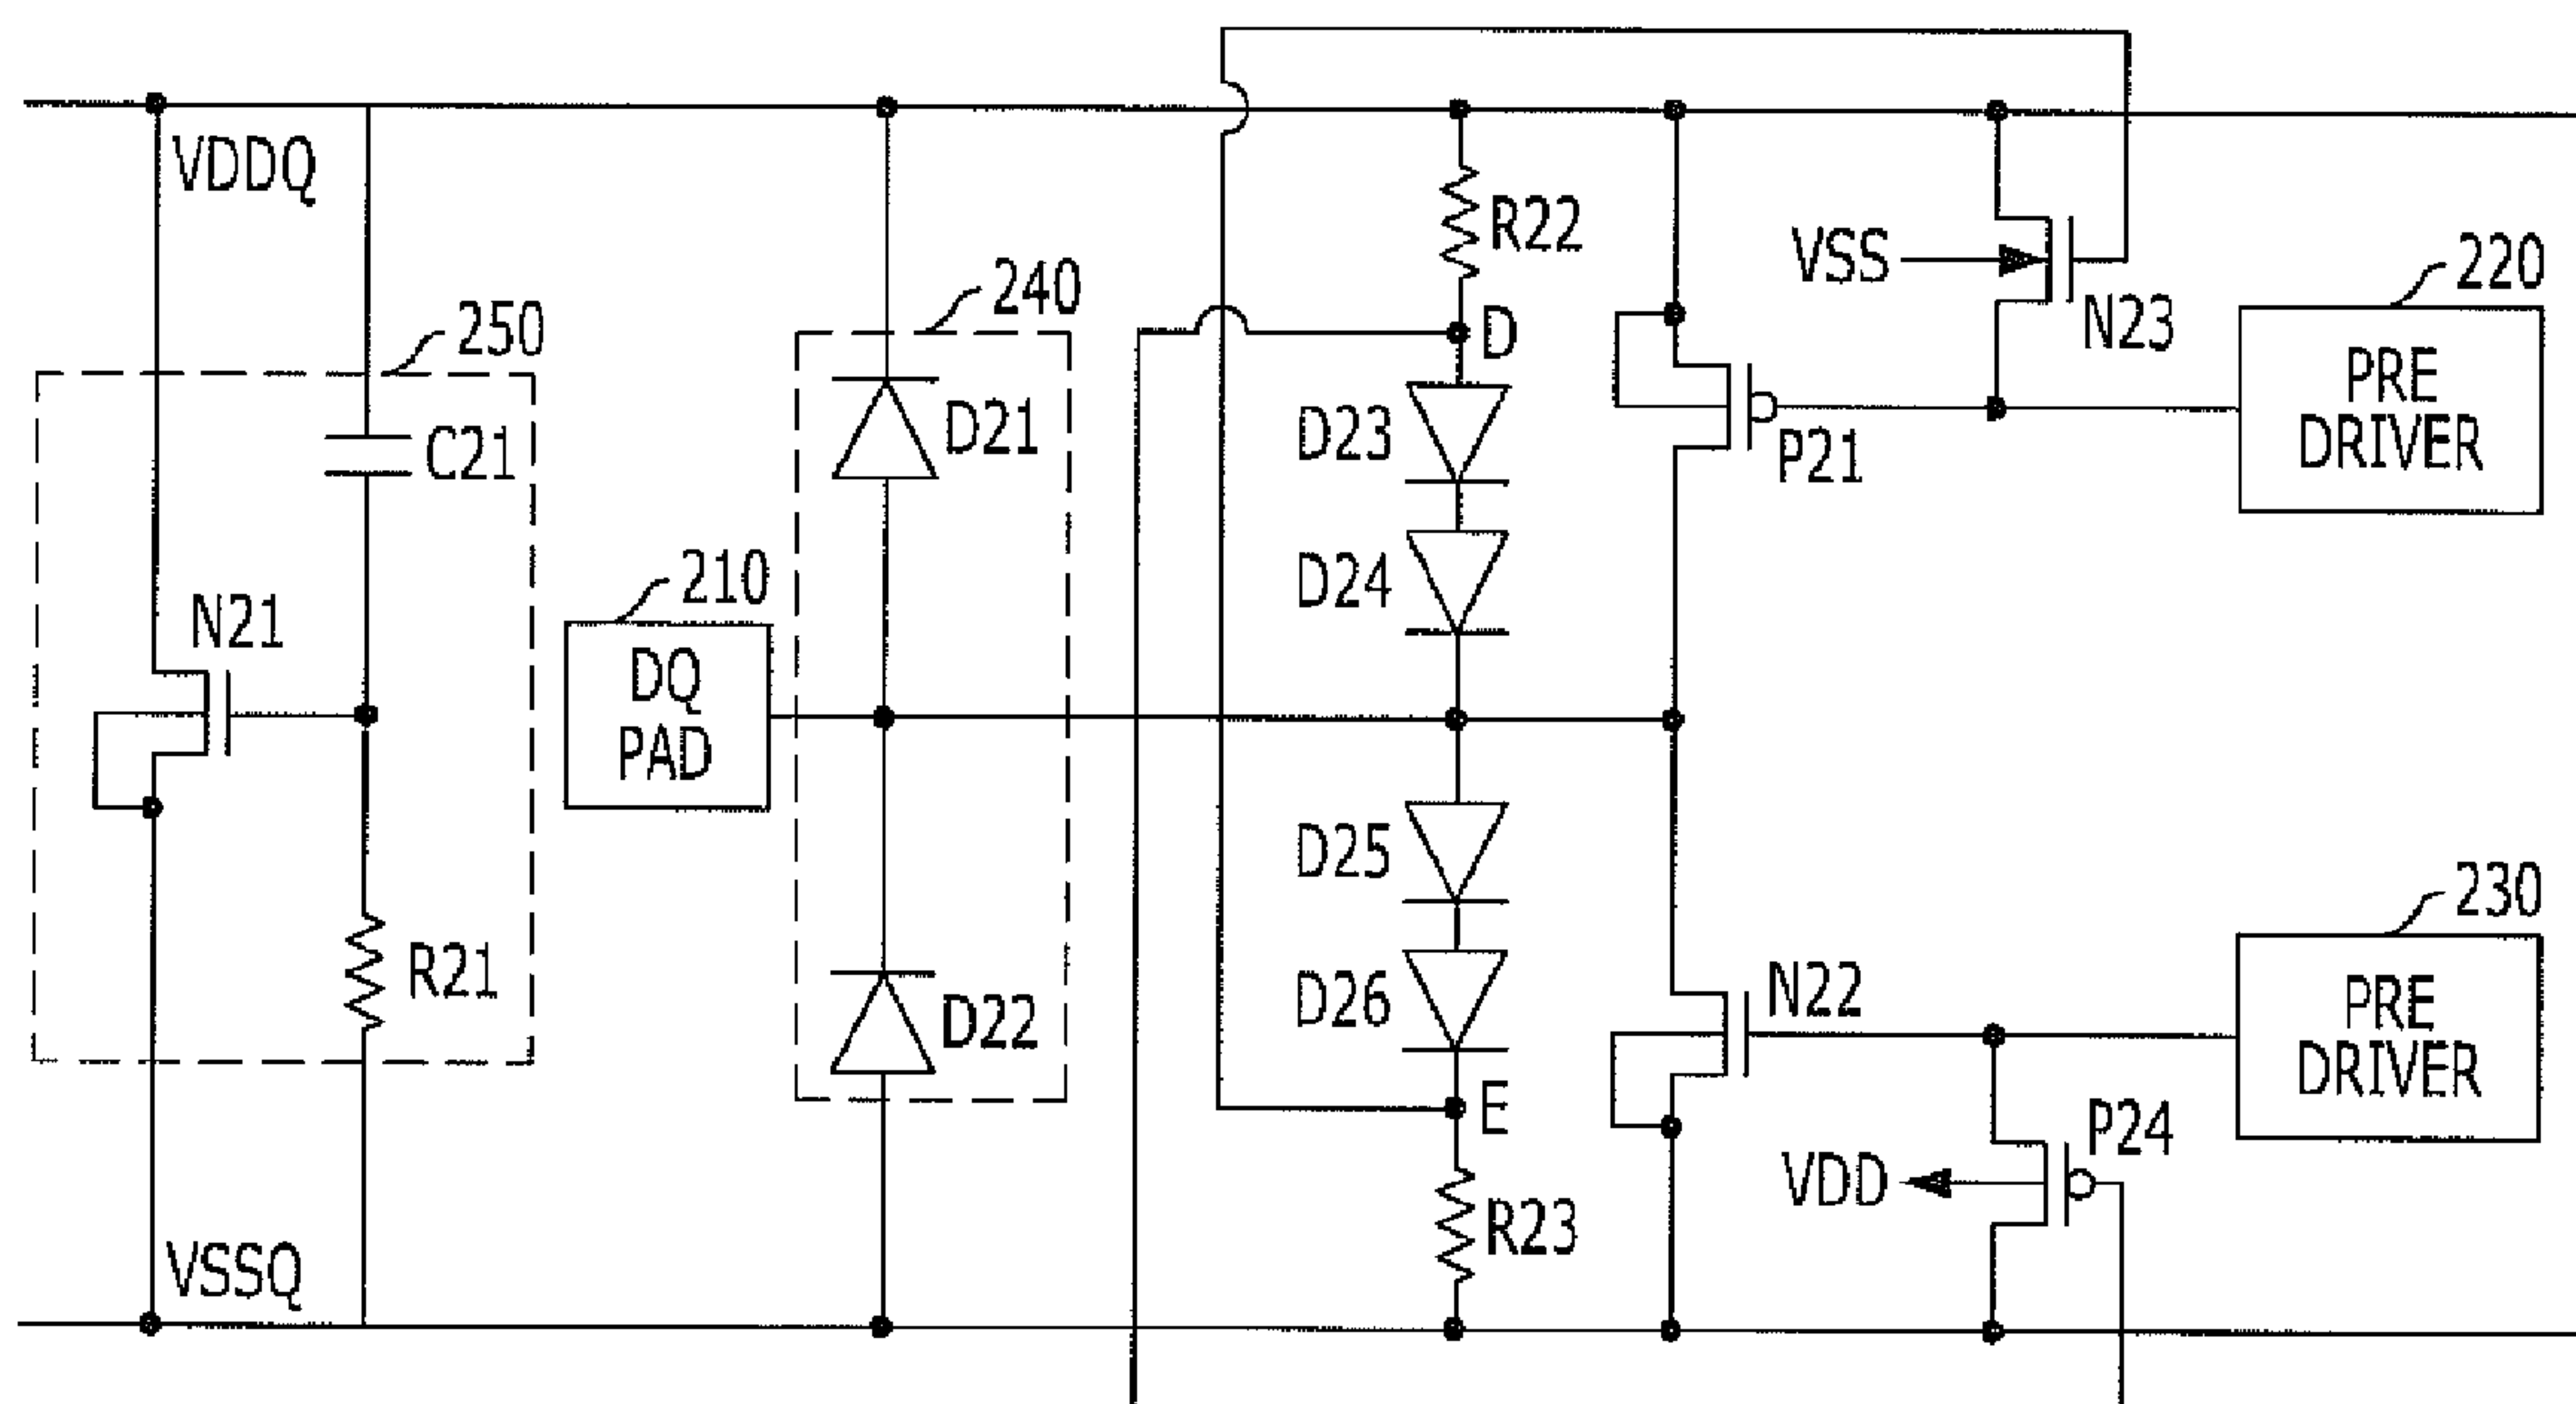 VDDQ
R22
VSS
220
240
250
D
N23
PRE
DRIVER
D21
D23
C21
P21
210
D24
N21
DQ
PAD
D25
230
N22
R21
D26
D22
PRE
DRIVER
E
P24
VDD
R23
VSSQ